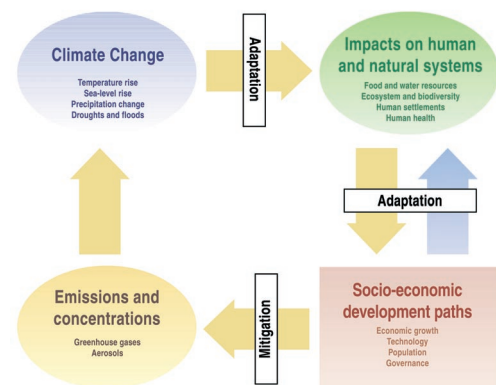 Climate Change
Temperature rise
Sea-level rise
Precipitation change
Droughts and floods
Adaptation
Impacts on human
and natural systems
Food and water resources
Ecosystem and biodiversity
Human settlements
Human health
Adaptation
Emissions and
concentrations
Greenhouse gases
Aerosols
Mitigation
Socio-economic
development paths
Economic growth
Technology
Population
Governance